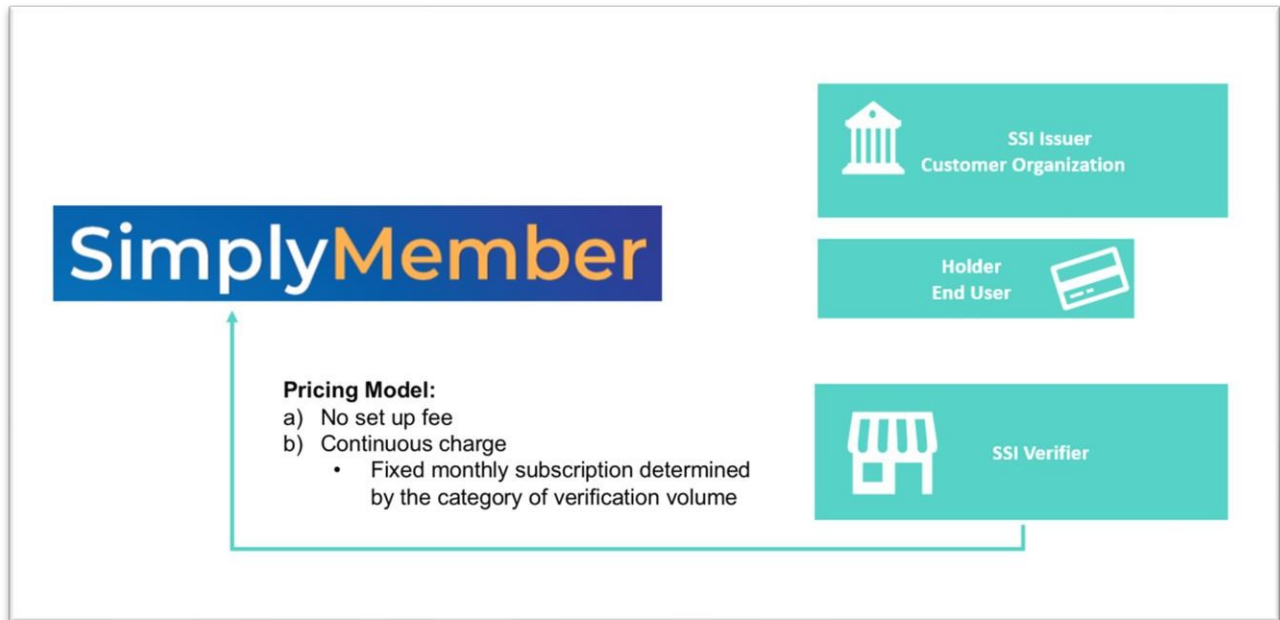 SimplyMember
Pricing Model:
a) No set up fee
b) Continuous charge
• Fixed monthly subscription determined
by the category of verification volume
SSI Issuer
Customer Organization
Holder
End User
SSI Verifier